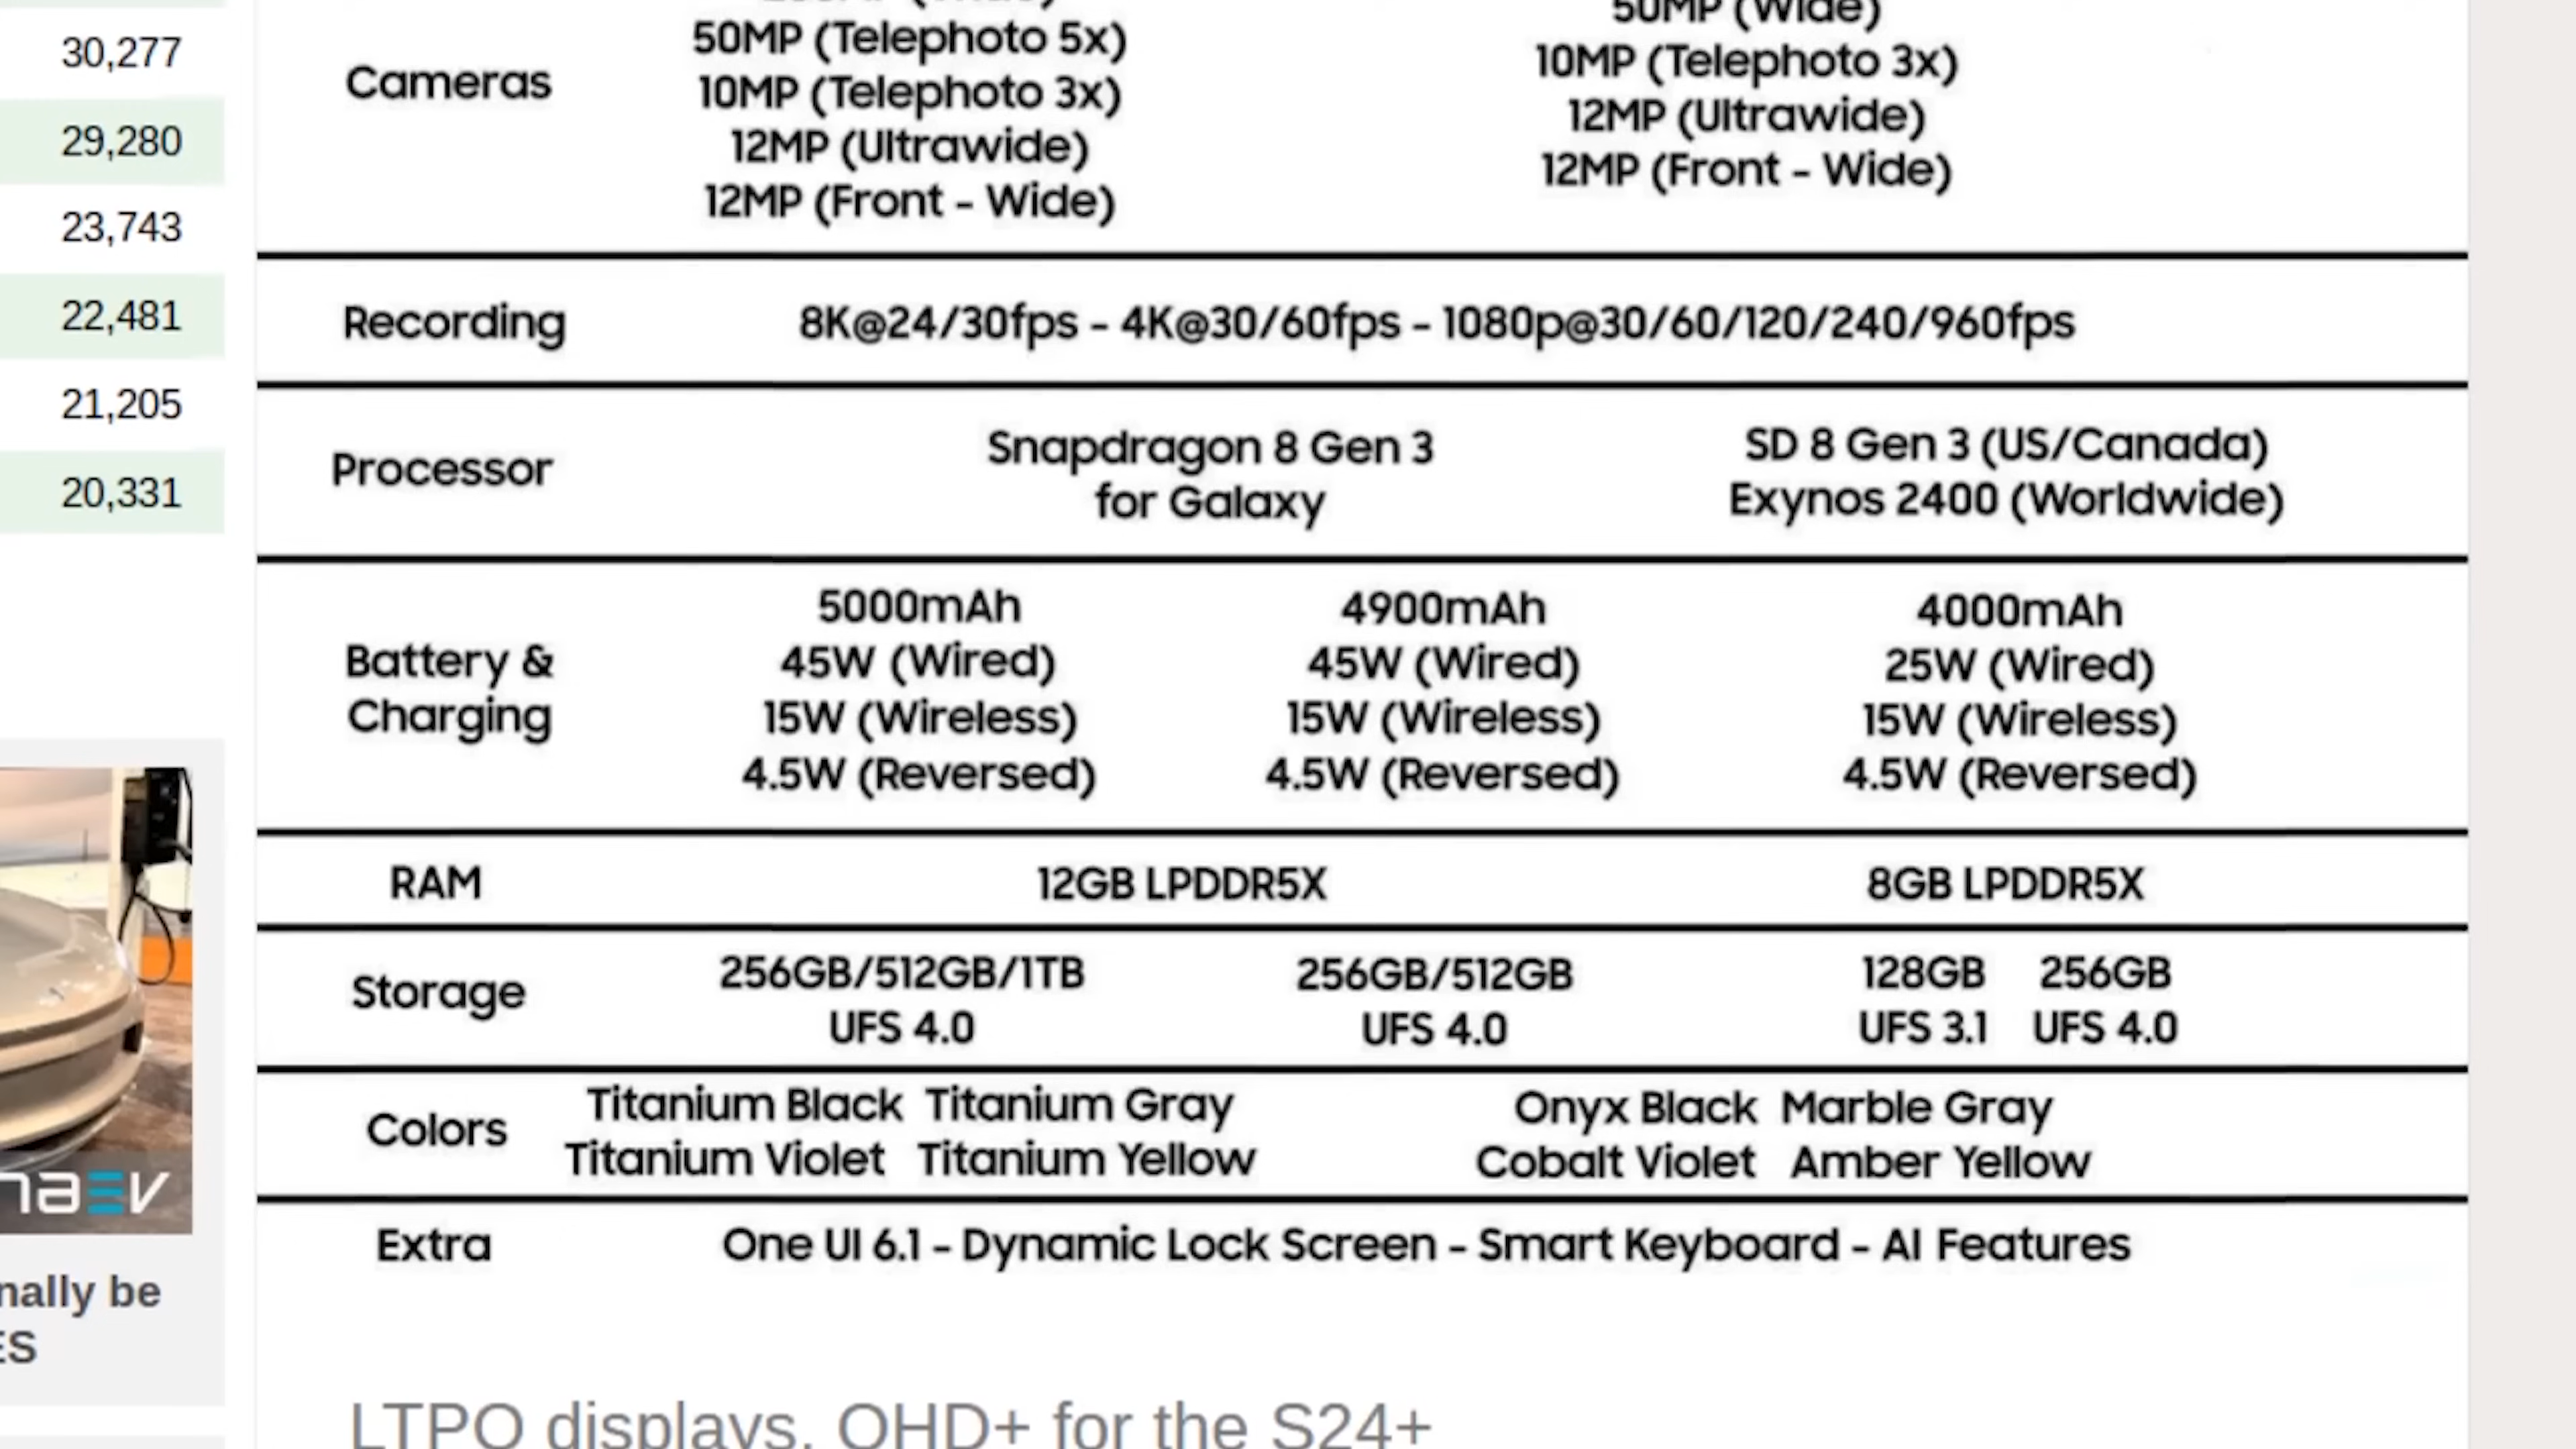 30,277
29,280
23,743
22,481
21,205
20,331
nally be
ES
Cameras
50MP (Telephoto 5x)
10MP (Telephoto 3x)
12MP (Ultrawide)
12MP (Front - Wide)
50MP (Wide)
10MP (Telephoto 3x)
12MP (Ultrawide)
12MP (Front - Wide)
Recording
8K@24/30fps - 4K@30/60fps - 1080p@30/60/120/240/960fps
Processor
Snapdragon 8 Gen 3
for Galaxy
SD 8 Gen 3 (US/Canada)
Exynos 2400 (Worldwide)
Battery &
Charging
5000mAh
45W (Wired)
15W (Wireless)
4.5W (Reversed)
4900mAh
45W (Wired)
15W (Wireless)
4.5W (Reversed)
4000mAh
25W (Wired)
15W (Wireless)
4.5W (Reversed)
RAM
12GB LPDDR5X
8GB LPDDR5X
Storage
256GB/512GB/1TB
UFS 4.0
256GB/512GB
UFS 4.0
128GB 256GB
UFS 3.1 UFS 4.0
Colors
Titanium Black Titanium Gray
Titanium Violet Titanium Yellow
Onyx Black Marble Gray
Cobalt Violet Amber Yellow
Extra
One UI 6.1 - Dynamic Lock Screen - Smart Keyboard - AI Features
LTPO displays, QHD+ for the S24+